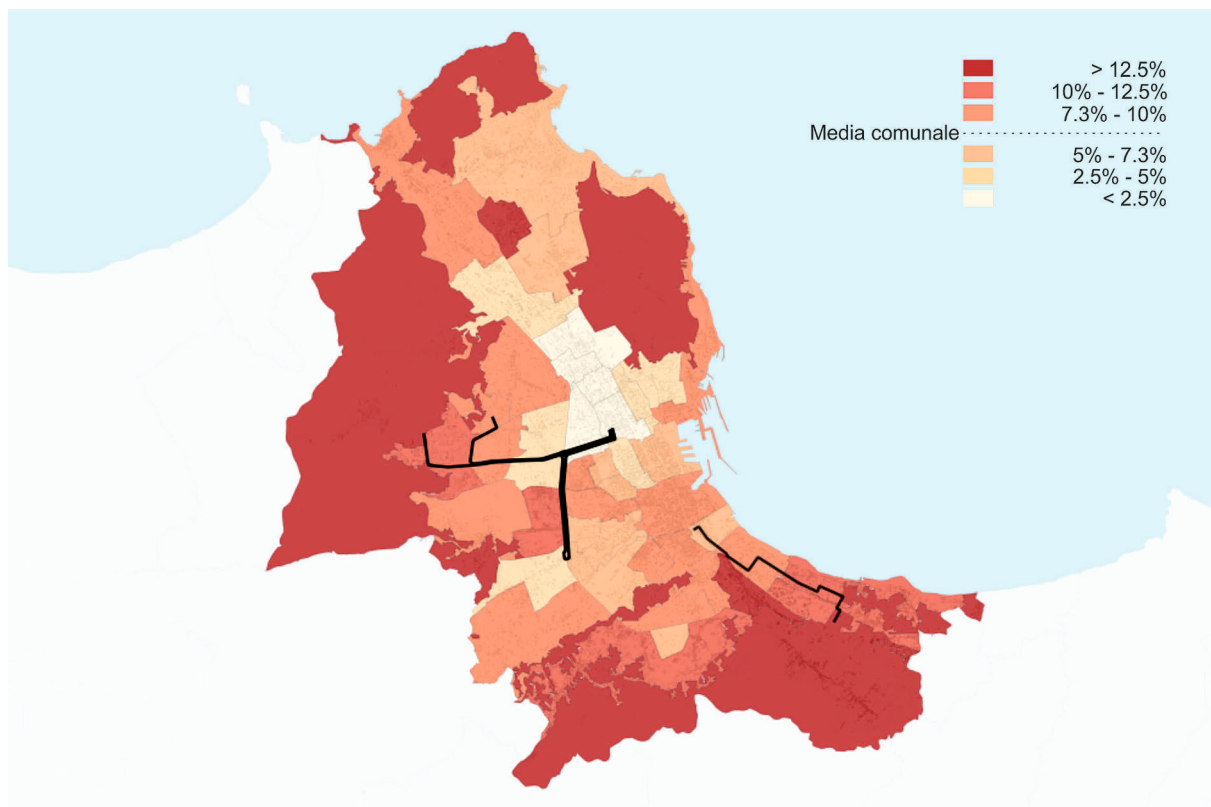 > 12.5%
10% - 12.5%
7.3% - 10%
Media comunale
5% - 7.3%
2.5% - 5%
< 2.5%